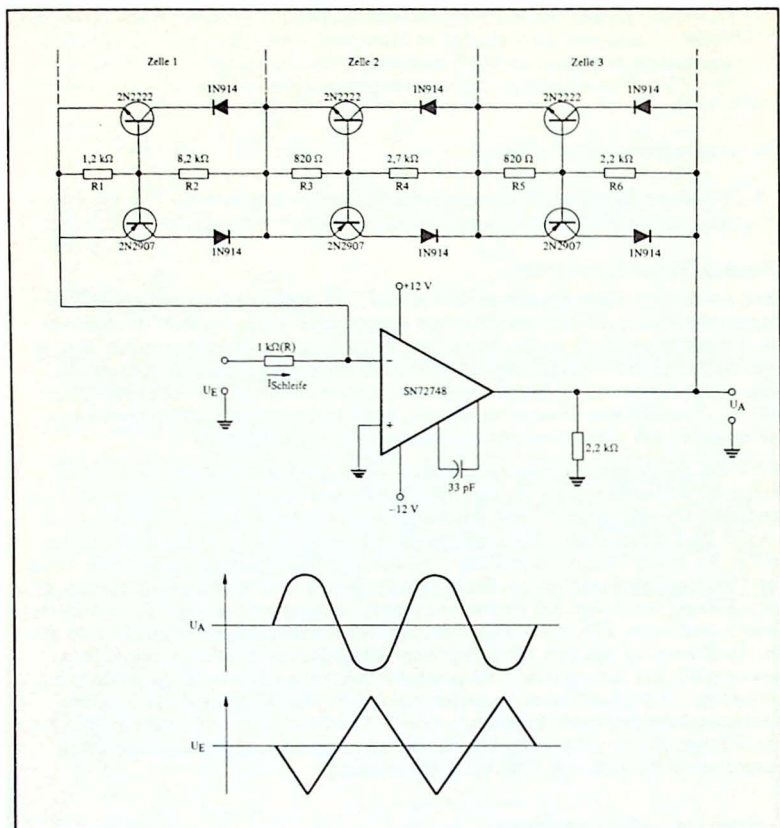 Zelle 1 Zelle 2 Zelle 3
2N2222 1N914 2N2222 1N914 2N2222 1N914
1,2 kΩ 8,2 kΩ 820 Ω 2,7 kΩ 820 Ω 2,2 kΩ
R1 R2 R3 R4 R5 R6
2N2907 1N914 2N2907 1N914 2N2907 1N914
+12 V
1 kΩ(R)
−
I Schleife
SN72748
U_E
U_A
+
2,2 kΩ
33 pF
−12 V
U_A
U_E